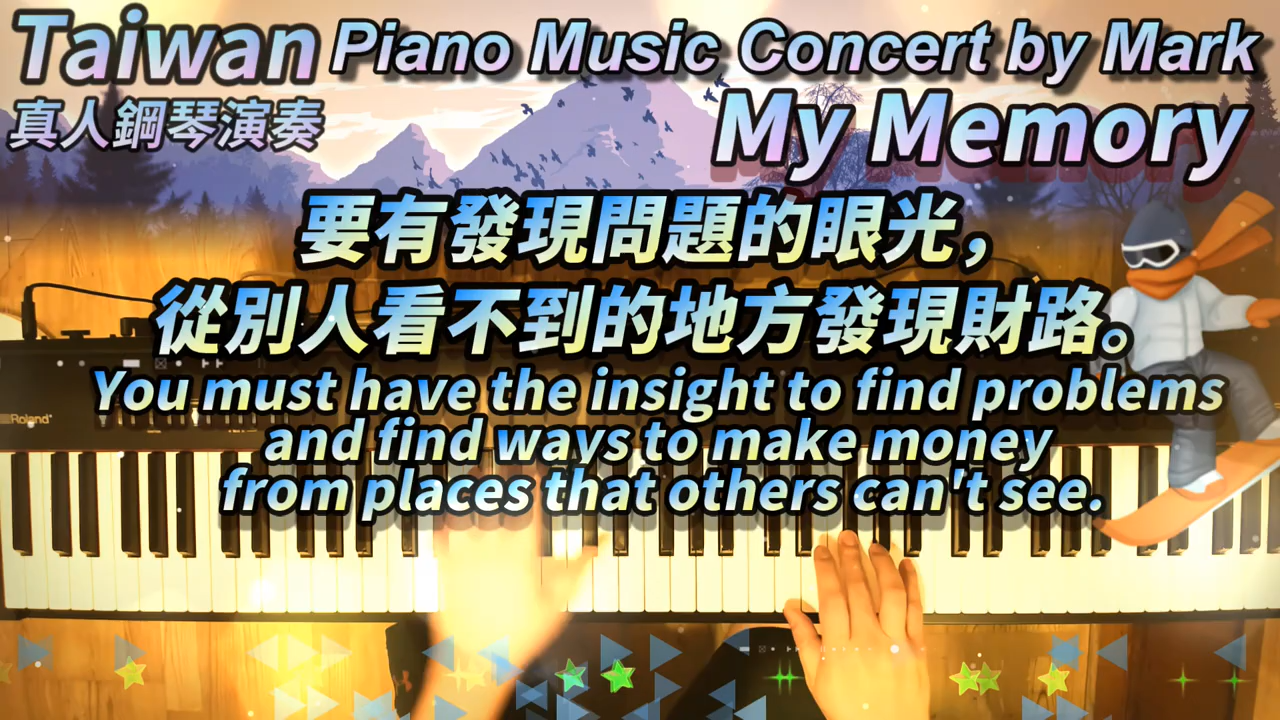 Taiwan Piano Music Concert by Mark
真人鋼琴演奏
My Memory
要有發現問題的眼光，
從別人看不到的地方發現財路。
You must have the insight to find problems
and find ways to make money
from places that others can't see.
Roland